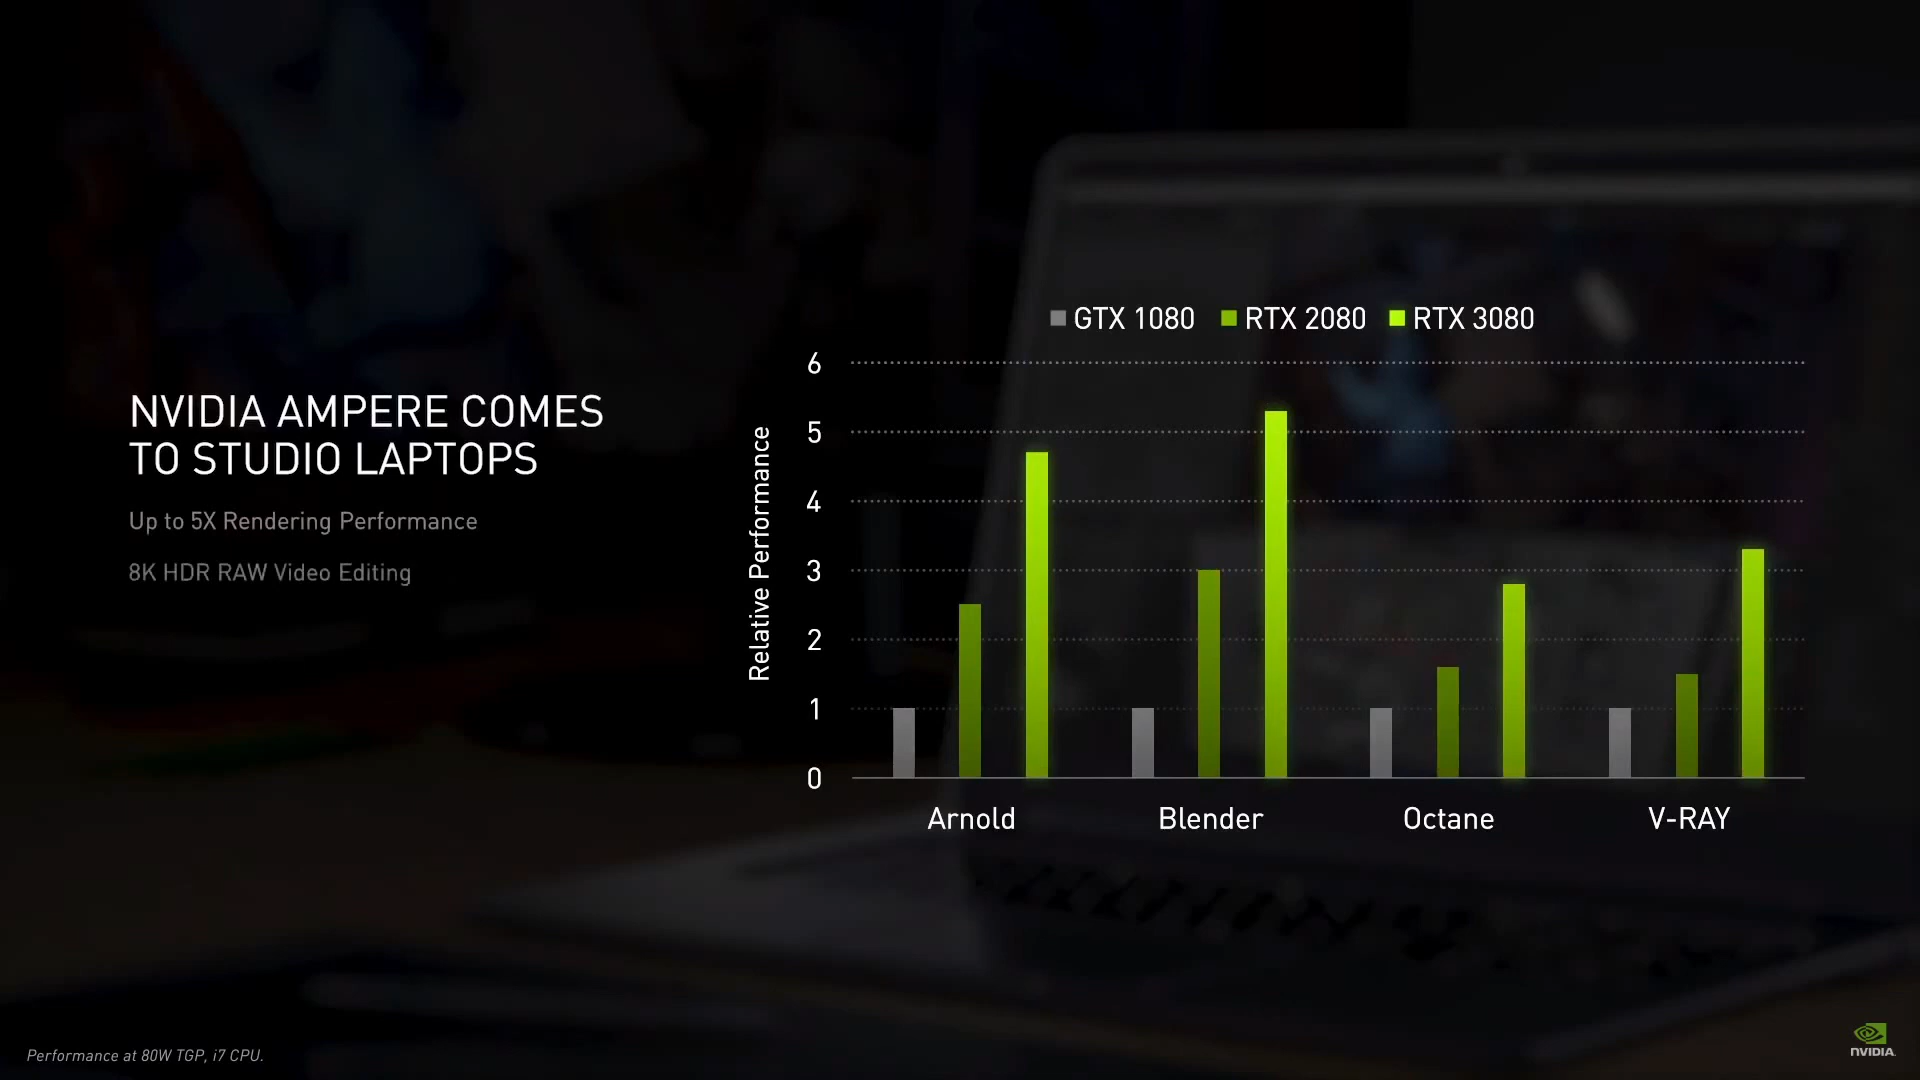 NVIDIA AMPERE COMES
TO STUDIO LAPTOPS
Up to 5X Rendering Performance
8K HDR RAW Video Editing
GTX 1080 RTX 2080 RTX 3080
Relative Performance
6
5
4
3
2
1
0
Arnold Blender Octane V-RAY
Performance at 80W TGP, i7 CPU.
NVIDIA